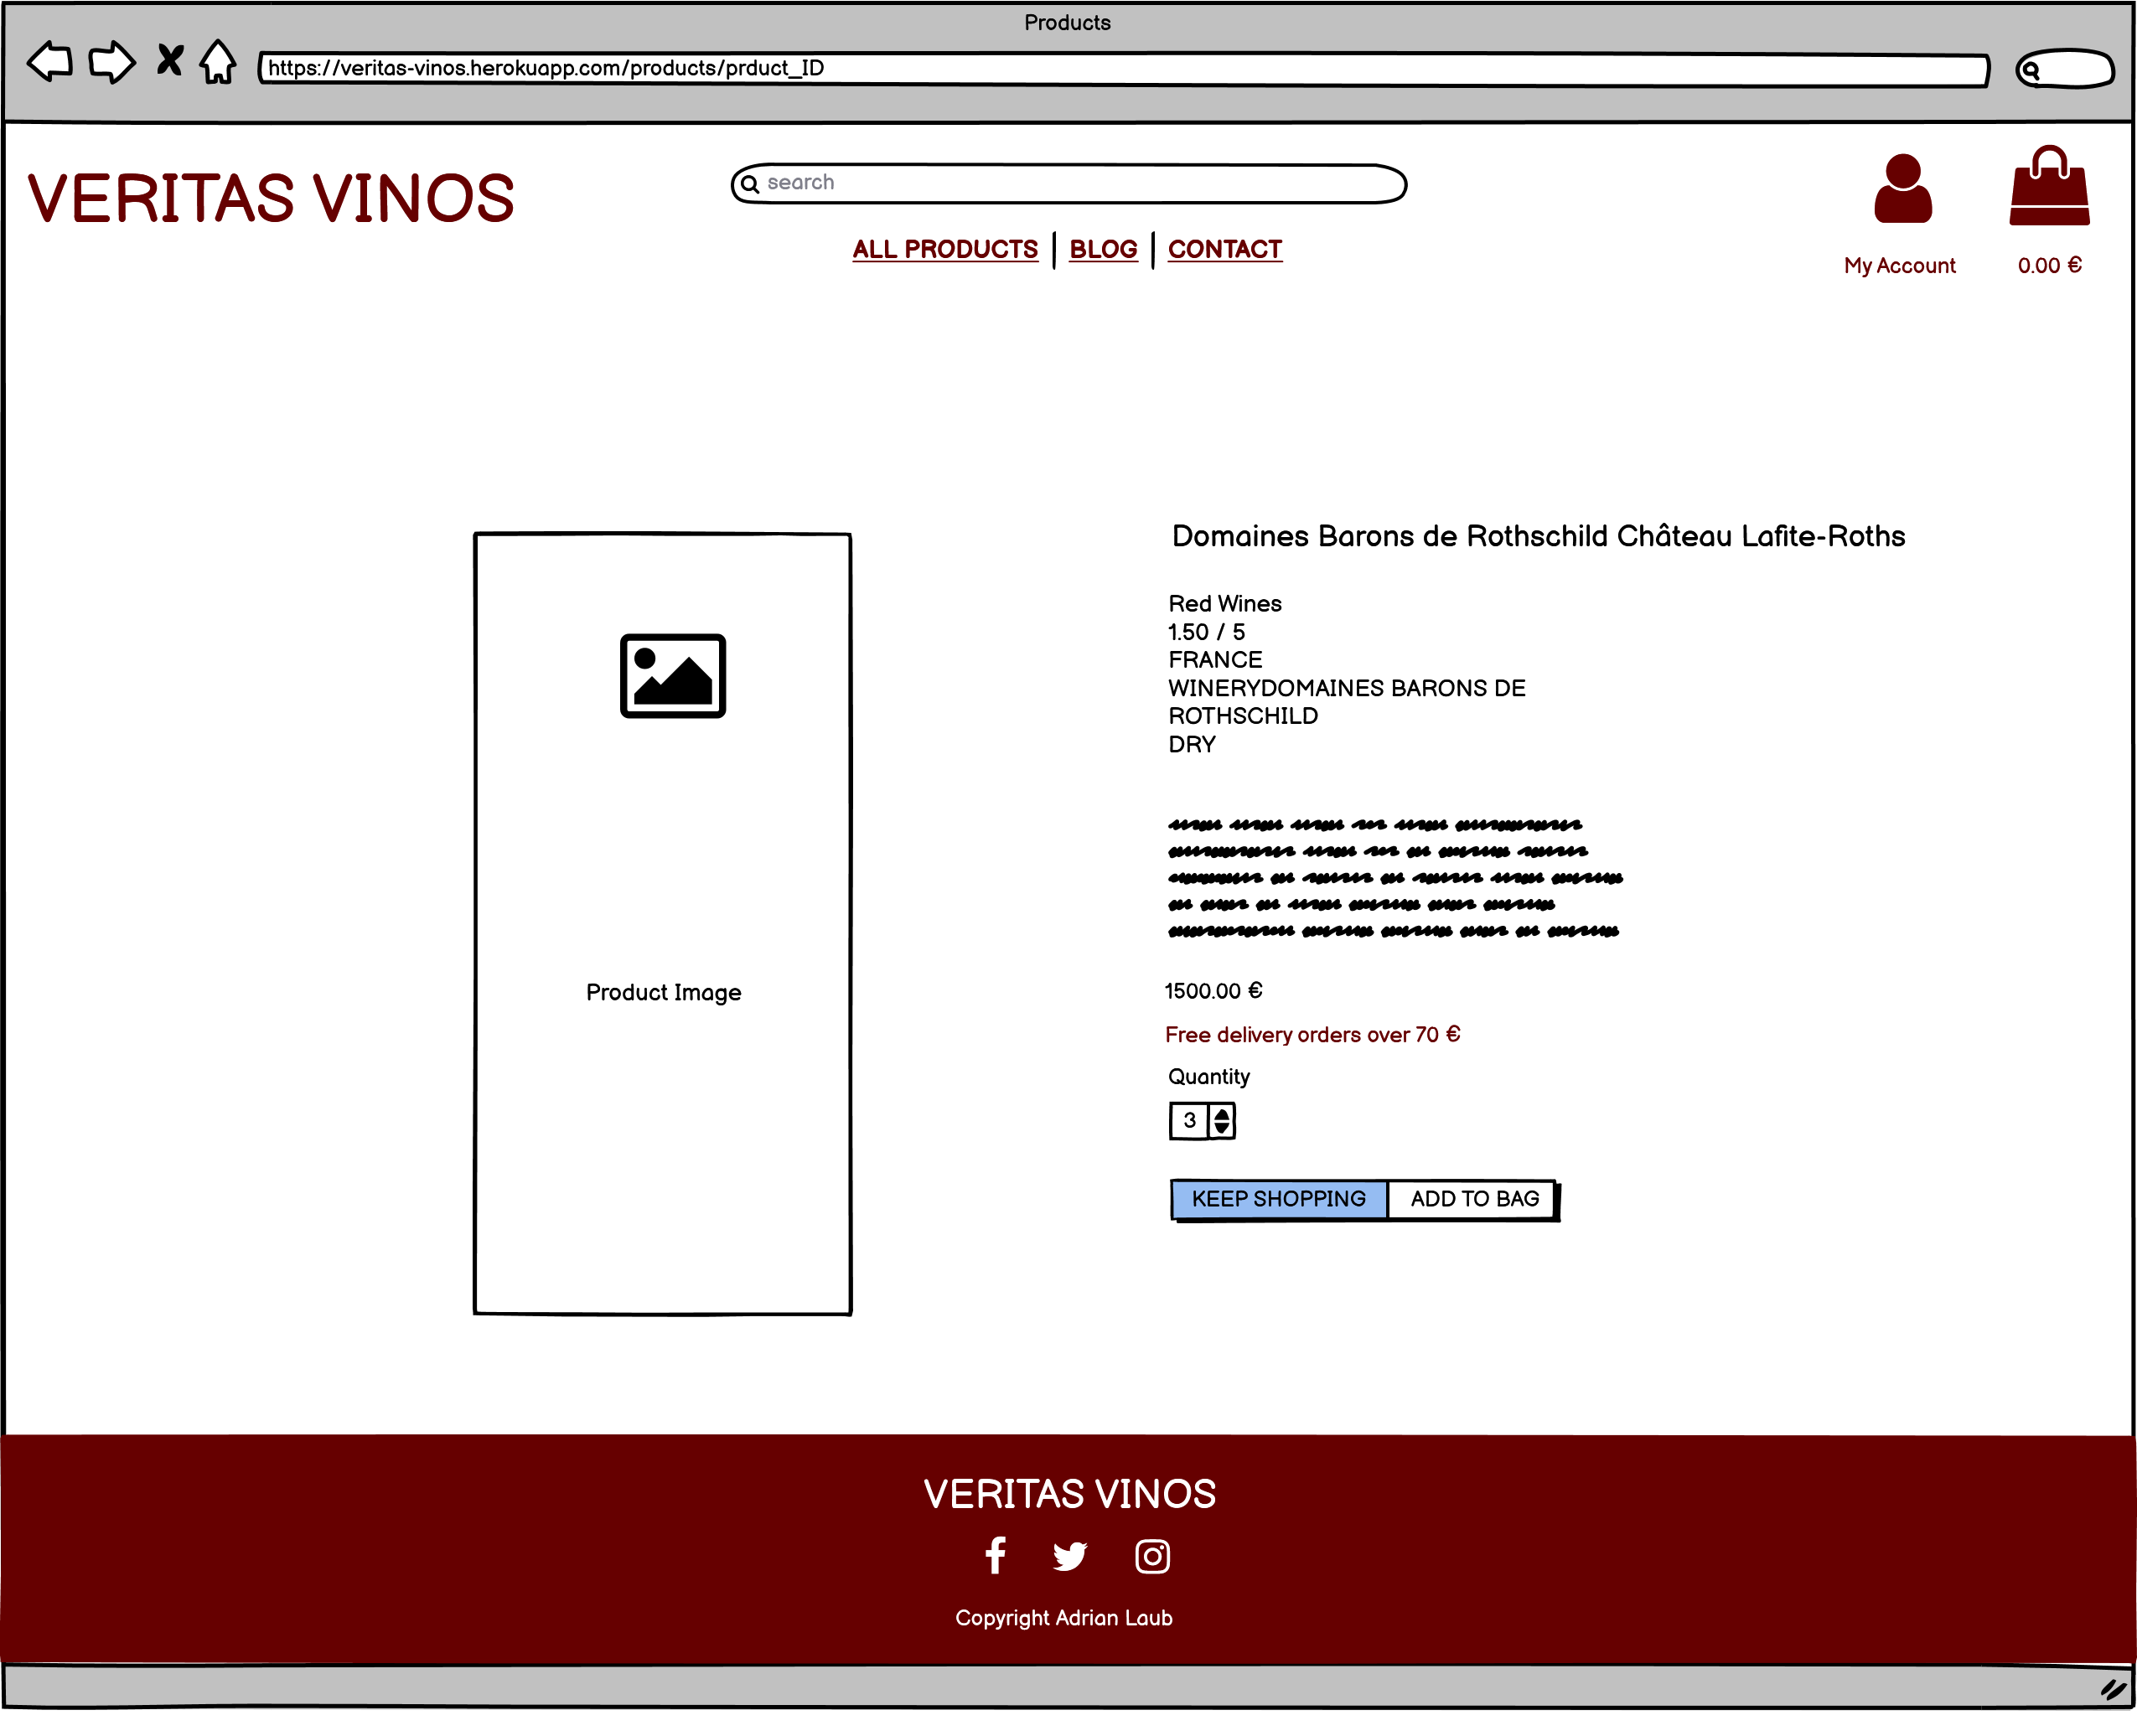 Products
https://veritas-vinos.herokuapp.com/products/prduct_ID
VERITAS VINOS
search
ALL PRODUCTS
BLOG
CONTACT
My Account
0.00 €
Domaines Barons de Rothschild Château Lafite-Roths
Red Wines
1.50 / 5
FRANCE
WINERYDOMAINES BARONS DE
ROTHSCHILD
DRY
Product Image
1500.00 €
Free delivery orders over 70 €
Quantity
3
KEEP SHOPPING
ADD TO BAG
VERITAS VINOS
Copyright Adrian Laub